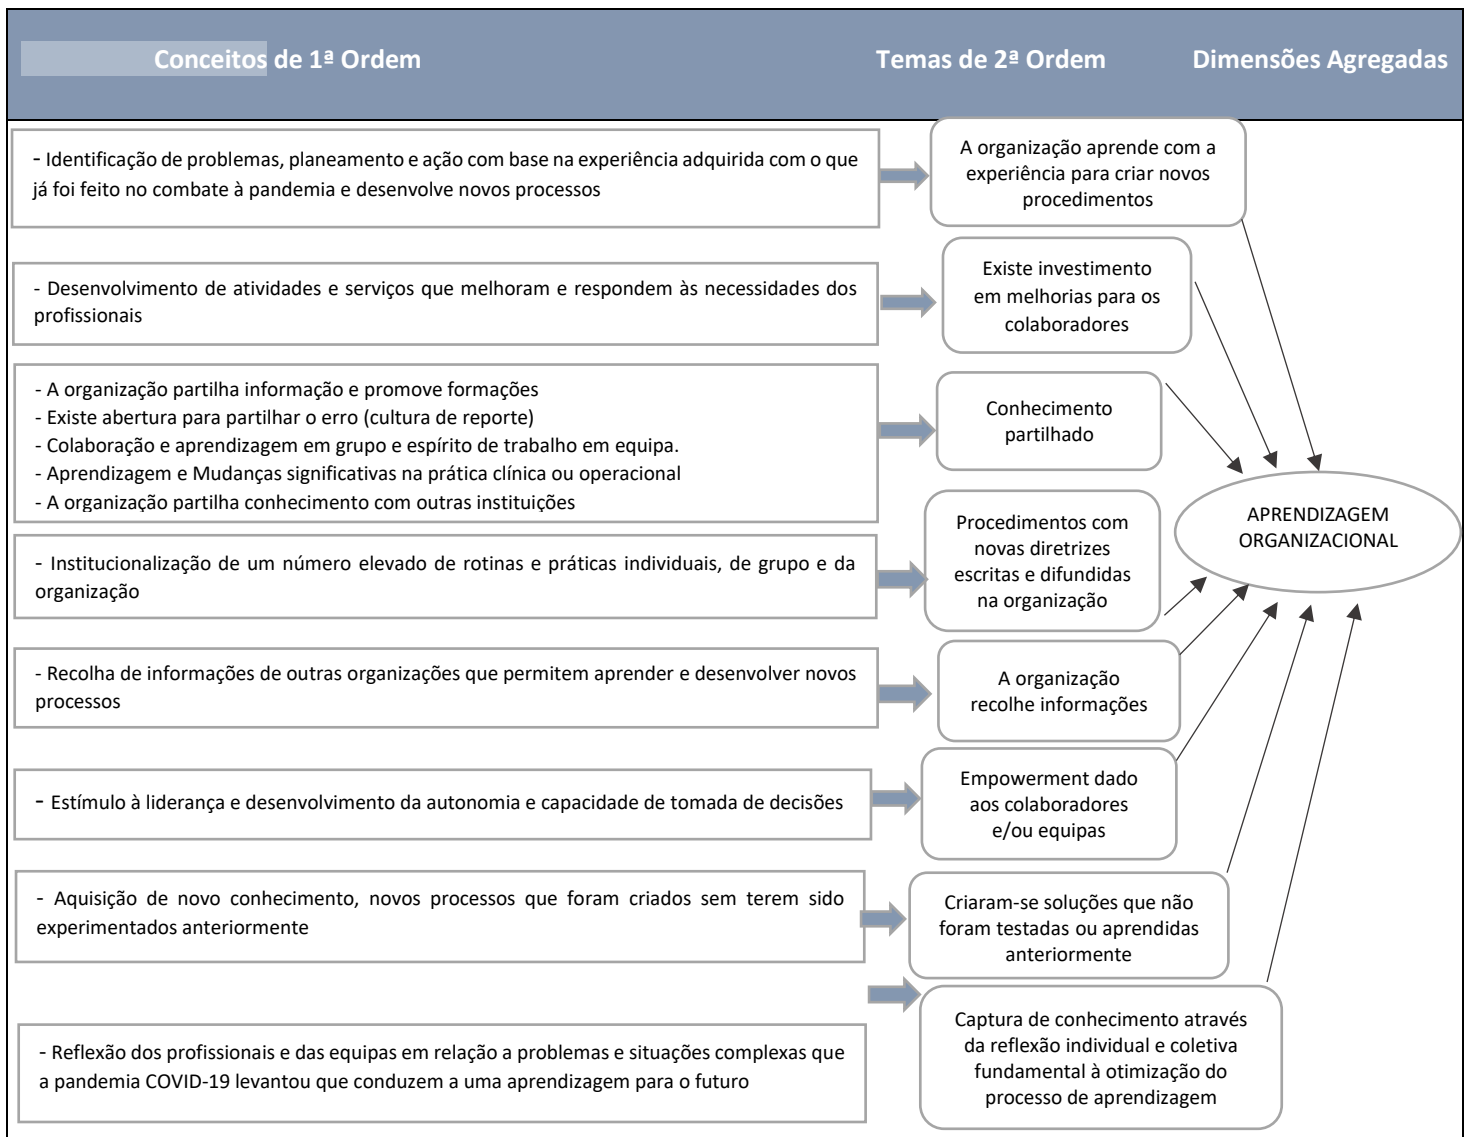 Conceitos de 1ª Ordem
Temas de 2ª Ordem
Dimensões Agregadas
- Identificação de problemas, planeamento e ação com base na experiência adquirida com o que
já foi feito no combate à pandemia e desenvolve novos processos
A organização aprende com a
experiência para criar novos
procedimentos
- Desenvolvimento de atividades e serviços que melhoram e respondem às necessidades dos
profissionais
Existe investimento
em melhorias para os
colaboradores
- A organização partilha informação e promove formações
- Existe abertura para partilhar o erro (cultura de reporte)
- Colaboração e aprendizagem em grupo e espírito de trabalho em equipa.
- Aprendizagem e Mudanças significativas na prática clínica ou operacional
- A organização partilha conhecimento com outras instituições
Conhecimento
partilhado
- Institucionalização de um número elevado de rotinas e práticas individuais, de grupo e da
organização
Procedimentos com
novas diretrizes
escritas e difundidas
na organização
APRENDIZAGEM
ORGANIZACIONAL
- Recolha de informações de outras organizações que permitem aprender e desenvolver novos
processos
A organização
recolhe informações
- Estímulo à liderança e desenvolvimento da autonomia e capacidade de tomada de decisões
Empowerment dado
aos colaboradores
e/ou equipas
- Aquisição de novo conhecimento, novos processos que foram criados sem terem sido
experimentados anteriormente
Criaram-se soluções que não
foram testadas ou aprendidas
anteriormente
- Reflexão dos profissionais e das equipas em relação a problemas e situações complexas que
a pandemia COVID-19 levantou que conduzem a uma aprendizagem para o futuro
Captura de conhecimento através
da reflexão individual e coletiva
fundamental à otimização do
processo de aprendizagem